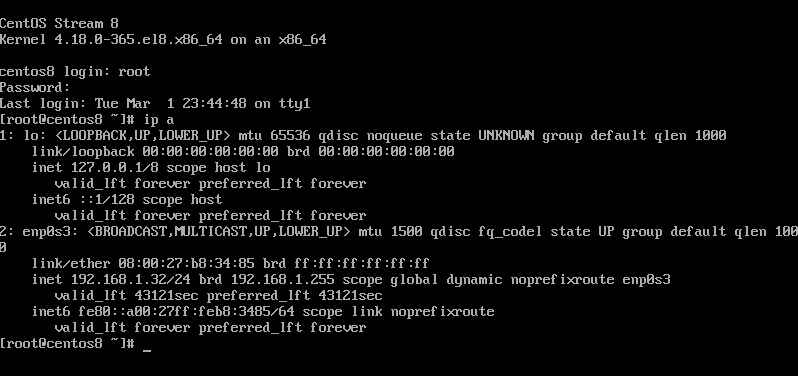 CentOS Stream 8
Kernel 4.18.0-365.el8.x86_64 on an x86_64
centos8 login: root
Password:
Last login: Tue Mar  1 23:44:48 on tty1
[root@centos8 ~]# ip a
1: lo: <LOOPBACK,UP,LOWER_UP> mtu 65536 qdisc noqueue state UNKNOWN group default qlen 1000
    link/loopback 00:00:00:00:00:00 brd 00:00:00:00:00:00
    inet 127.0.0.1/8 scope host lo
       valid_lft forever preferred_lft forever
    inet6 ::1/128 scope host
       valid_lft forever preferred_lft forever
2: enp0s3: <BROADCAST,MULTICAST,UP,LOWER_UP> mtu 1500 qdisc fq_codel state UP group default qlen 100
0
    link/ether 08:00:27:b8:34:85 brd ff:ff:ff:ff:ff:ff
    inet 192.168.1.32/24 brd 192.168.1.255 scope global dynamic noprefixroute enp0s3
       valid_lft 43121sec preferred_lft 43121sec
    inet6 fe80::a00:27ff:feb8:3485/64 scope link noprefixroute
       valid_lft forever preferred_lft forever
[root@centos8 ~]# _